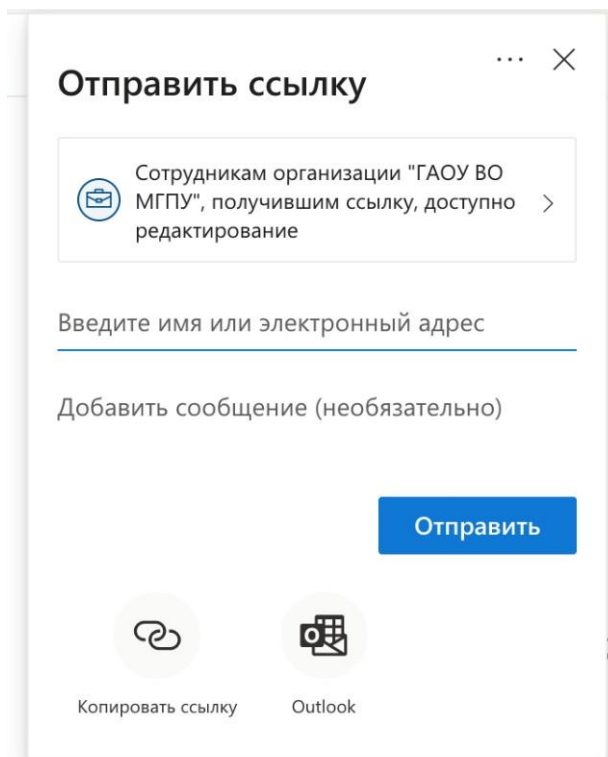 Отправить ссылку
Сотрудникам организации "ГАОУ ВО
МГПУ", получившим ссылку, доступно
редактирование
Введите имя или электронный адрес
Добавить сообщение (необязательно)
Отправить
Копировать ссылку
Outlook